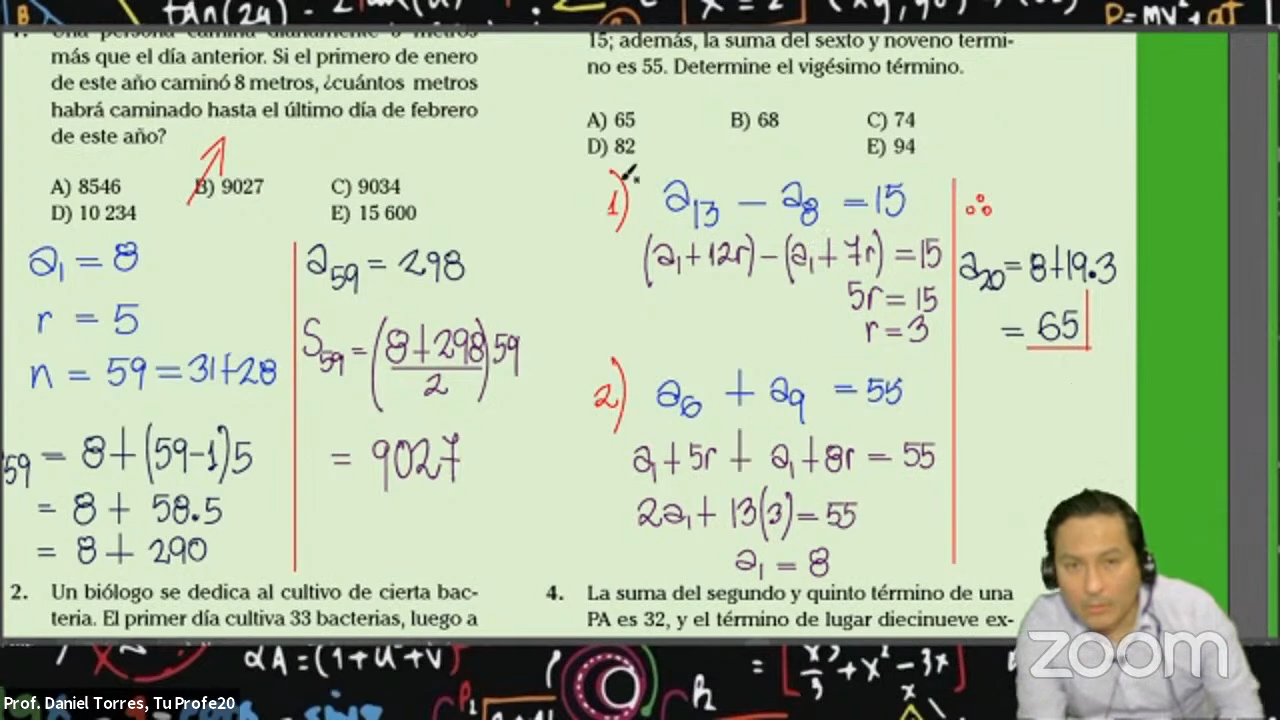 P=MV²+at
más que el día anterior. Si el primero de enero
de este año caminó 8 metros, ¿cuántos metros
habrá caminado hasta el último día de febrero
de este año?
A) 8546 B) 9027 C) 9034
D) 10 234 E) 15 600
a₁ = 8
r = 5
n = 59 = 31+28
59 = 8+(59-1)5
= 8 + 58.5
= 8 + 290
a₅₉ = 298
S₅₉ = (8+298/2)59
= 9027
2. Un biólogo se dedica al cultivo de cierta bac-
teria. El primer día cultiva 33 bacterias, luego a
15; además, la suma del sexto y noveno termi-
no es 55. Determine el vigésimo término.
A) 65 B) 68 C) 74
D) 82 E) 94
1) a₁₃ - a₈ = 15
(a₁+12r)-(a₁+7r) = 15
5r = 15
r = 3
2) a₆ + a₉ = 55
a₁+5r + a₁+8r = 55
2a₁ + 13(3) = 55
a₁ = 8
∴
a₂₀ = 8+19.3
= 65
4. La suma del segundo y quinto término de una
PA es 32, y el término de lugar diecinueve ex-
zoom
Prof. Daniel Torres, Tu Profe20